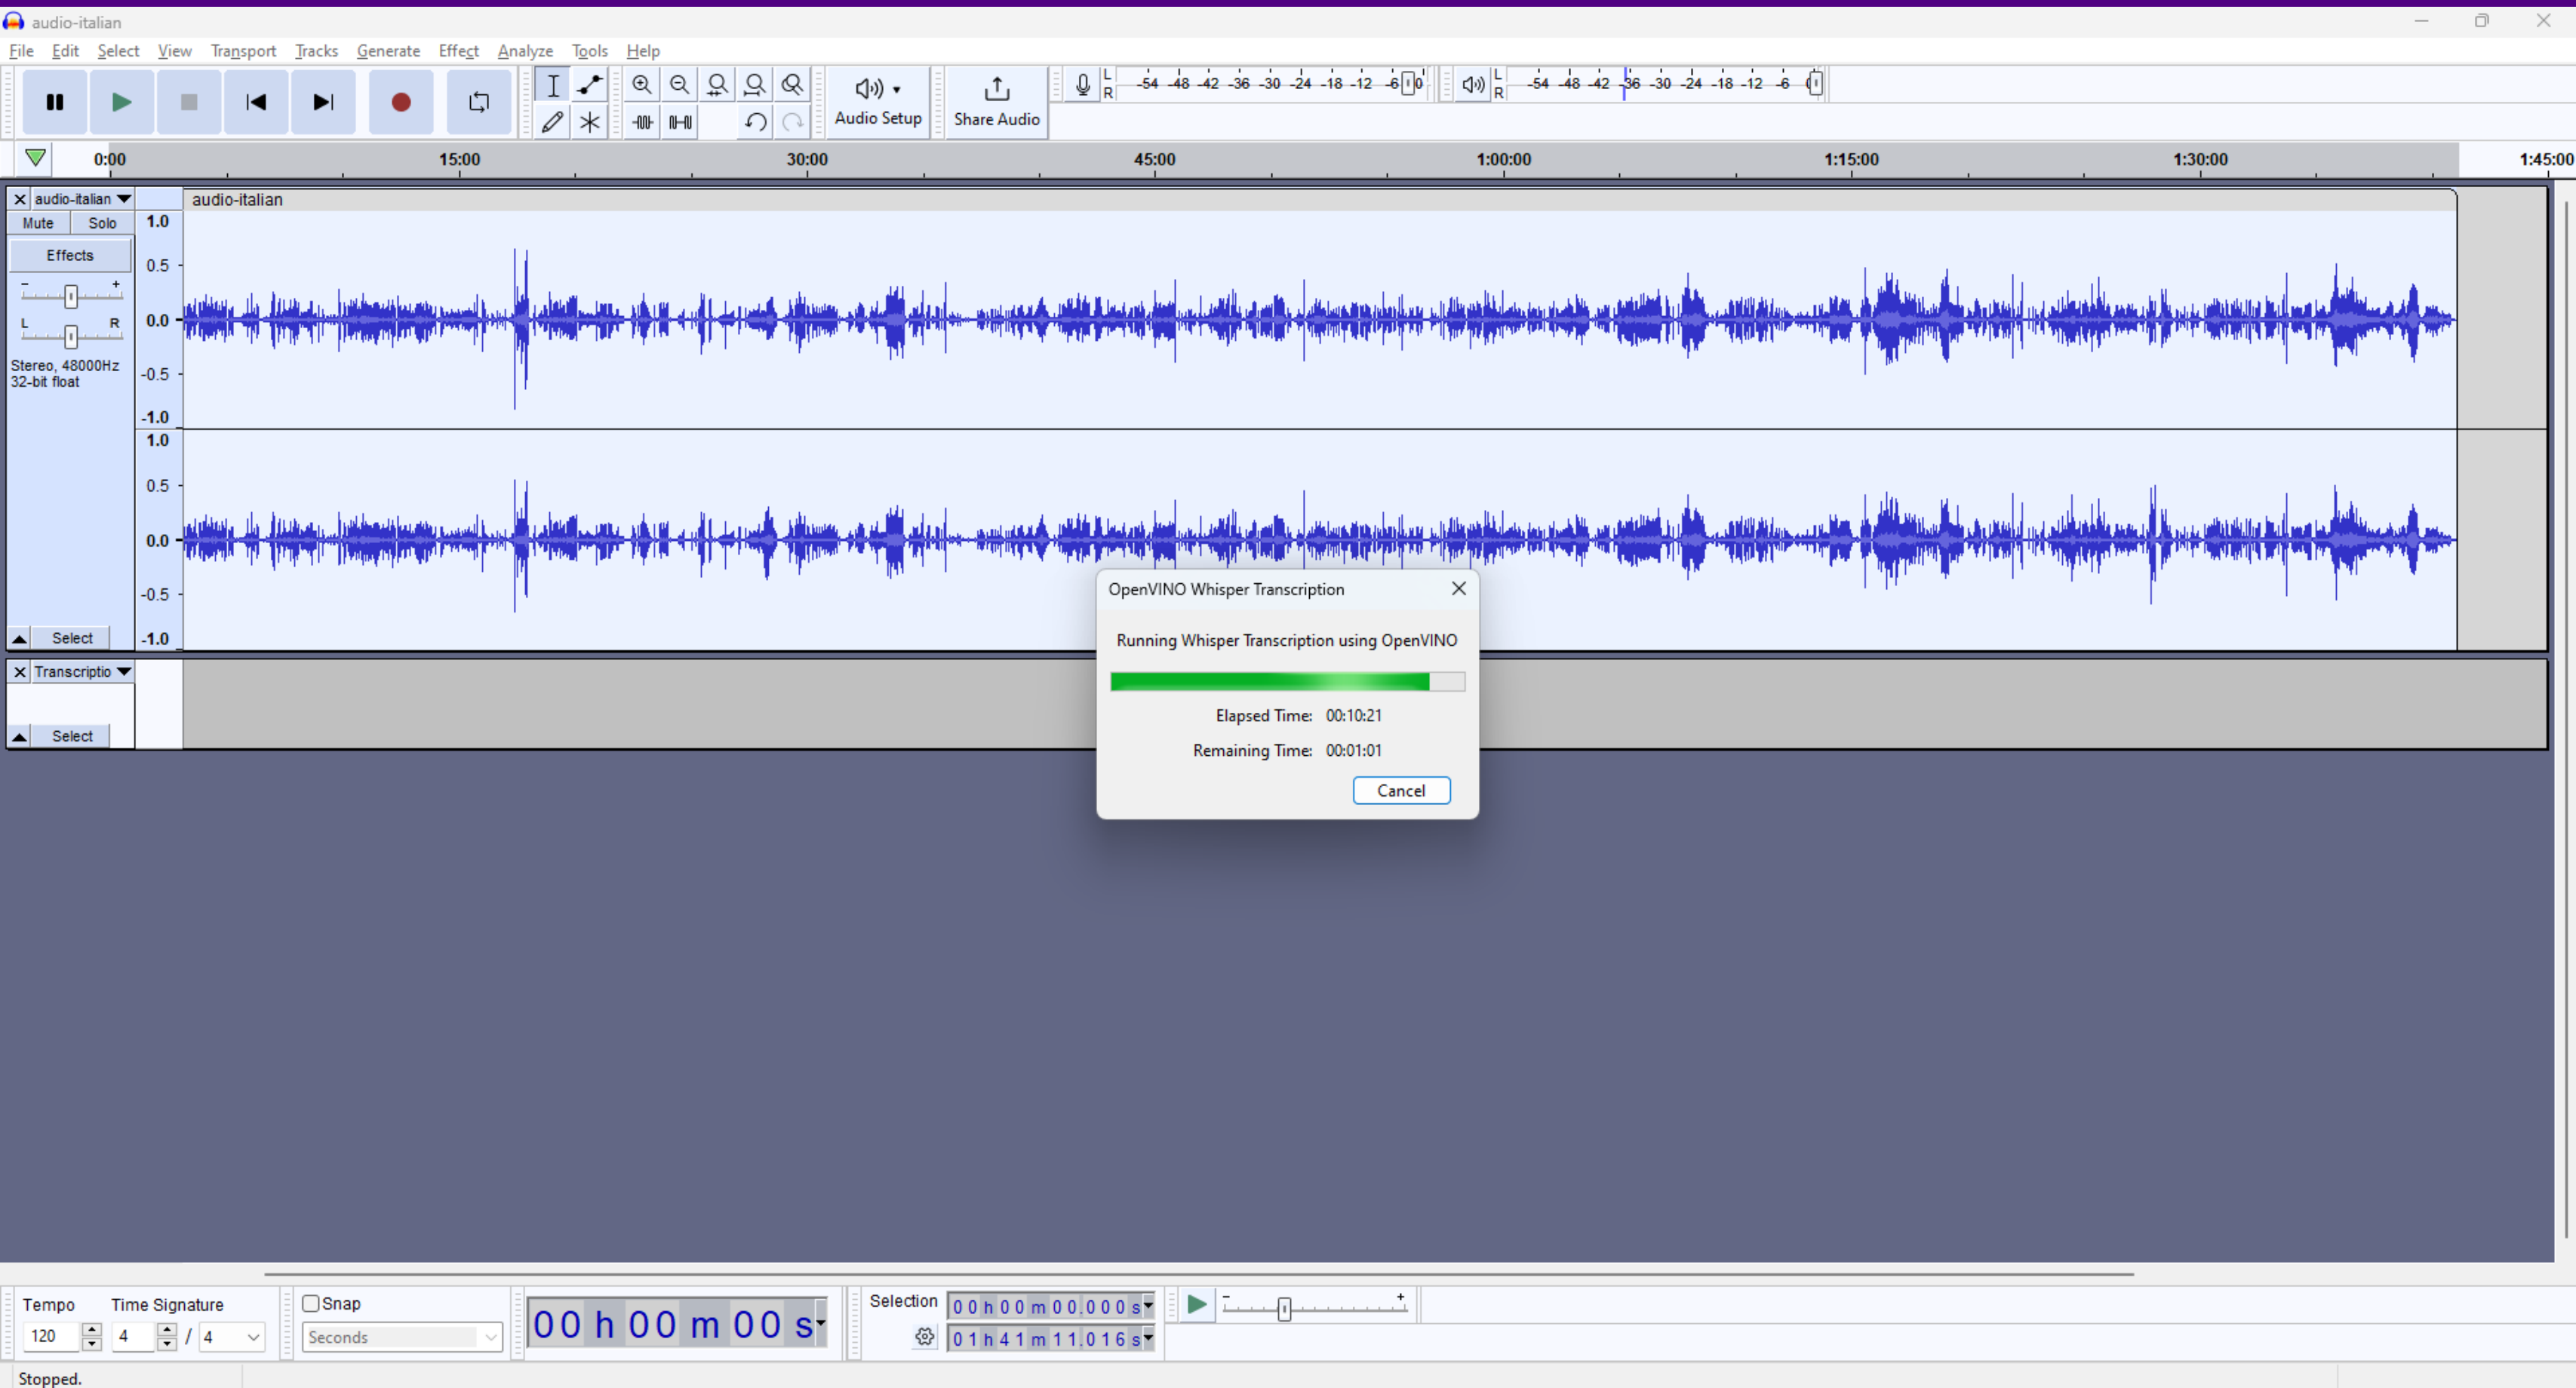 audio-italian
File Edit Select View Transport Tracks Generate Effect Analyze Tools Help
Audio Setup
Share Audio
L
R
-54 -48 -42 -36 -30 -24 -18 -12 -6 0
L
R
-54 -48 -42 -36 -30 -24 -18 -12 -6
0:00 15:00 30:00 45:00 1:00:00 1:15:00 1:30:00 1:45:00
audio-italian
audio-italian
Mute Solo
Effects
- +
L R
Stereo, 48000Hz
32-bit float
Select
1.0
0.5
0.0
-0.5
-1.0
1.0
0.5
0.0
-0.5
-1.0
Transcriptio
Select
OpenVINO Whisper Transcription
Running Whisper Transcription using OpenVINO
Elapsed Time: 00:10:21
Remaining Time: 00:01:01
Cancel
Tempo
120
Time Signature
4 / 4
Snap
Seconds
00 h 00 m 00 s
Selection
00 h 00 m 00.000 s
01 h 41 m 11.016 s
- +
Stopped.